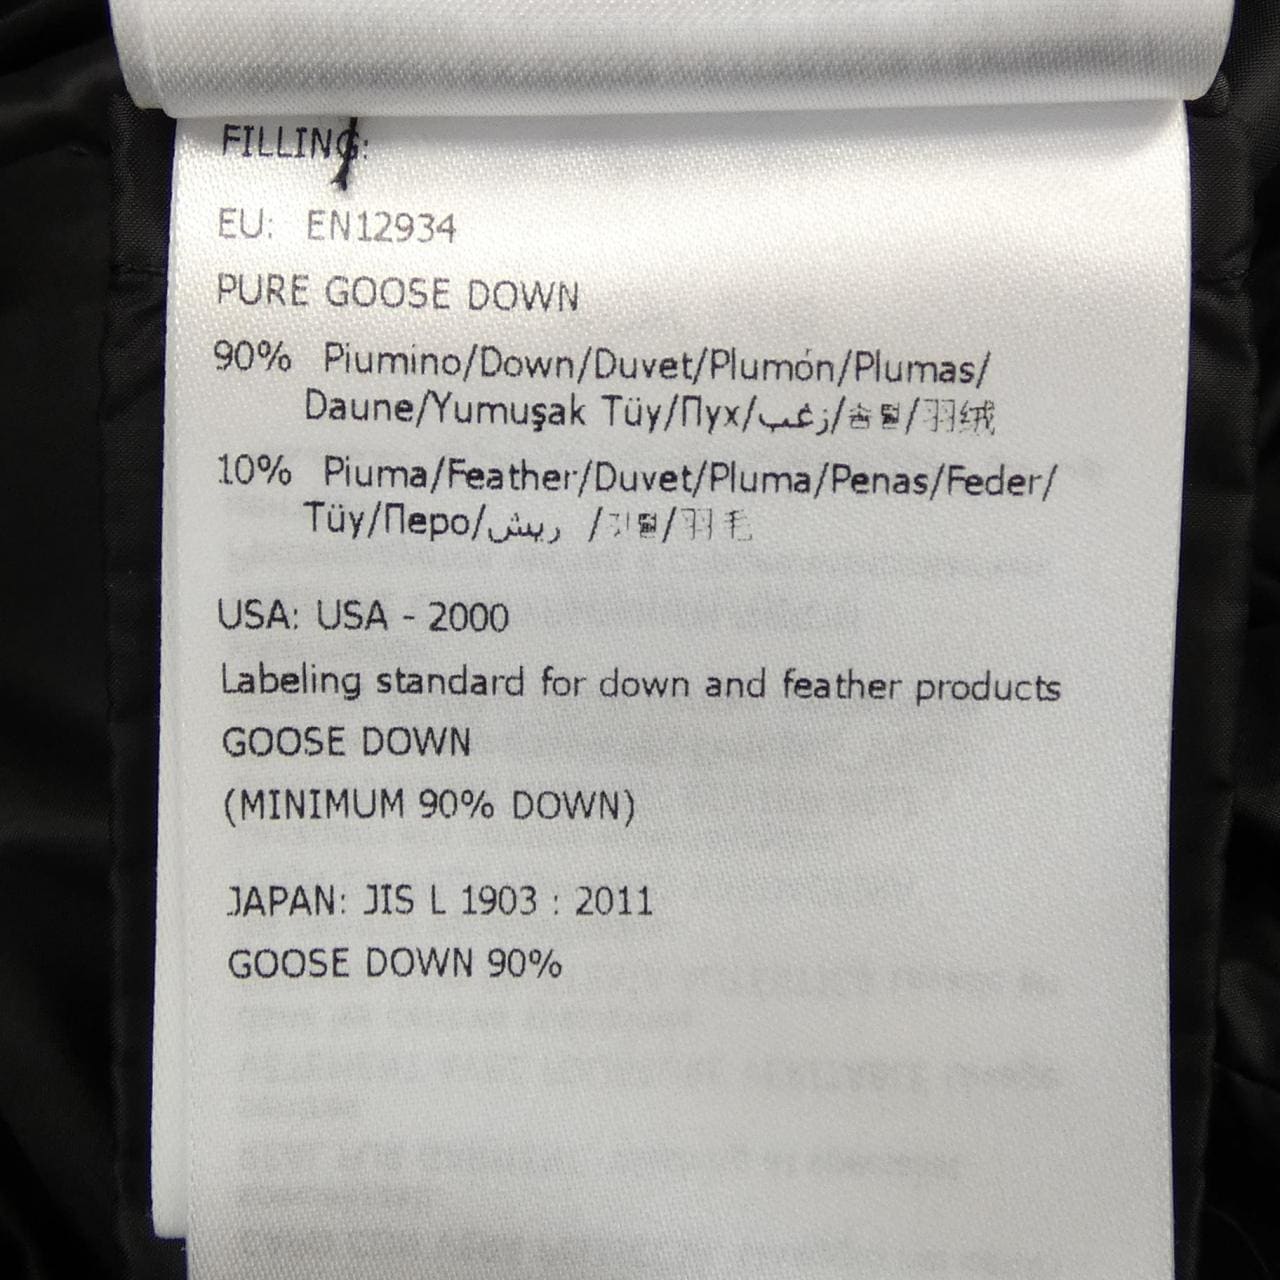 FILLING:
EU: EN12934
PURE GOOSE DOWN
90% Piumino/Down/Duvet/Plumón/Plumas/
Daune/Yumuşak Tüy/Пух/زغب/솜털/羽绒
10% Piuma/Feather/Duvet/Pluma/Penas/Feder/
Tüy/Перо/ريش /깃털/羽毛
USA: USA - 2000
Labeling standard for down and feather products
GOOSE DOWN
(MINIMUM 90% DOWN)
JAPAN: JIS L 1903 : 2011
GOOSE DOWN 90%